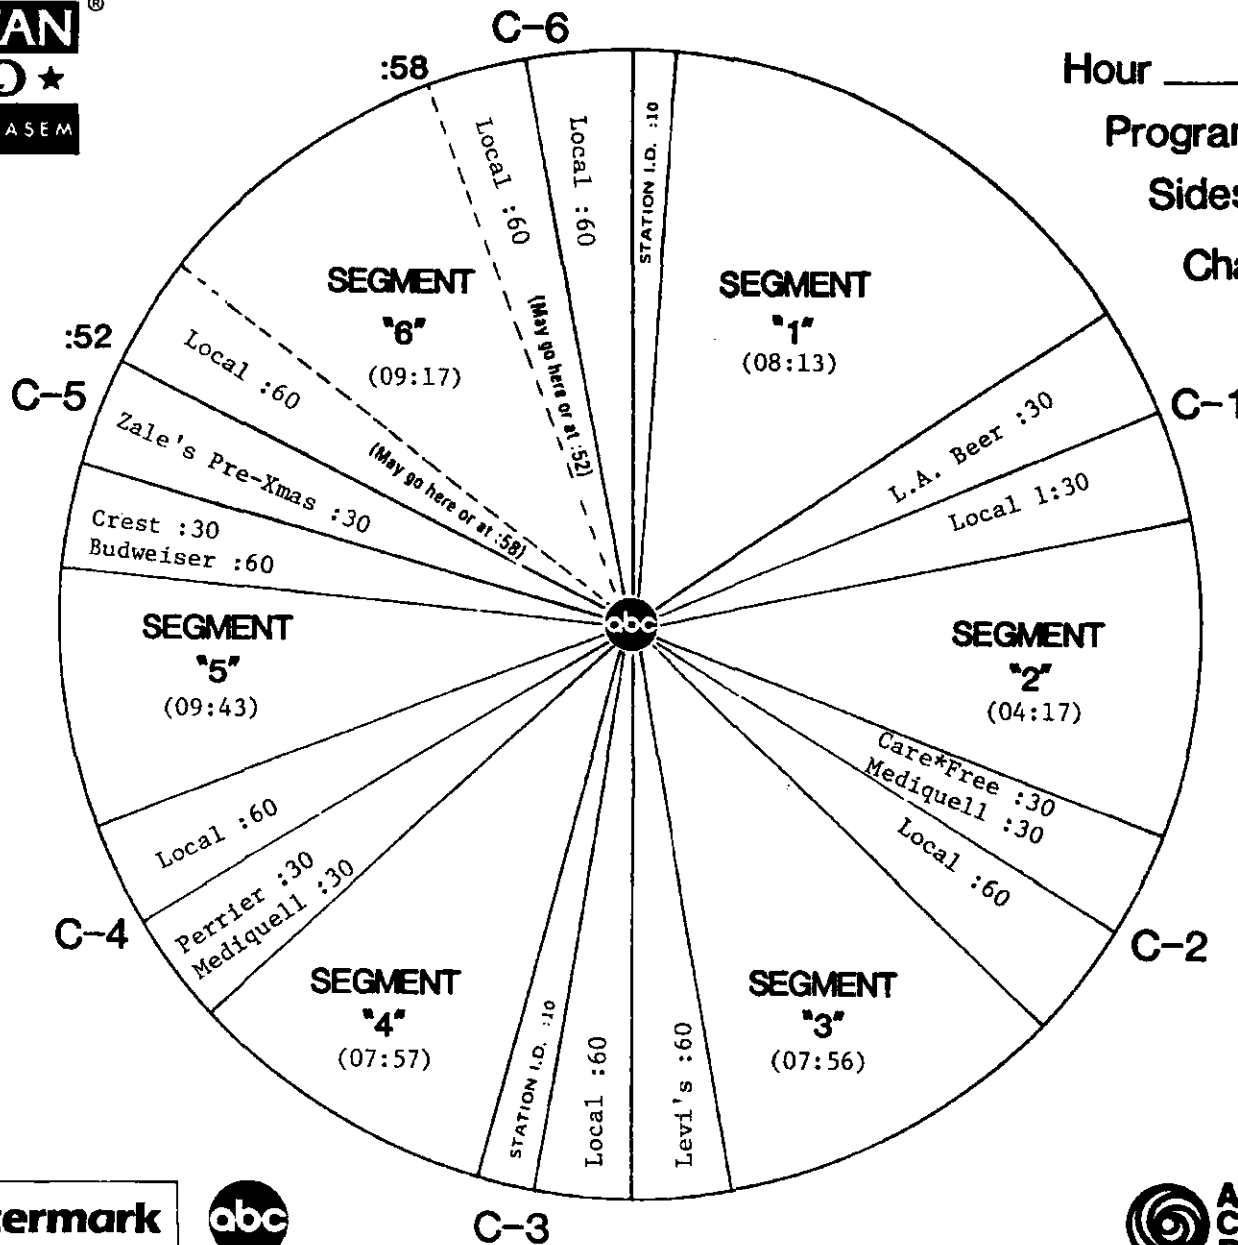 ®
ASEM
C-6
:58
Hour
:52
C-5
C-4
C-3
C-2
STATION I.D. :10
SEGMENT
"1"
(08:13)
L.A. Beer :30
Local 1:30
SEGMENT
"2"
(04:17)
Care*Free :30
Mediquell :30
Local :60
SEGMENT
"3"
(07:56)
Levi's :60
Local :60
STATION I.D. :10
SEGMENT
"4"
(07:57)
Perrier :30
Mediquell :30
Local :60
SEGMENT
"5"
(09:43)
Crest :30
Budweiser :60
Zale's Pre-Xmas :30
Local :60
(May go here or at :58)
SEGMENT
"6"
(09:17)
Local :60
(May go here or at :52)
Local :60
abc
termark
abc